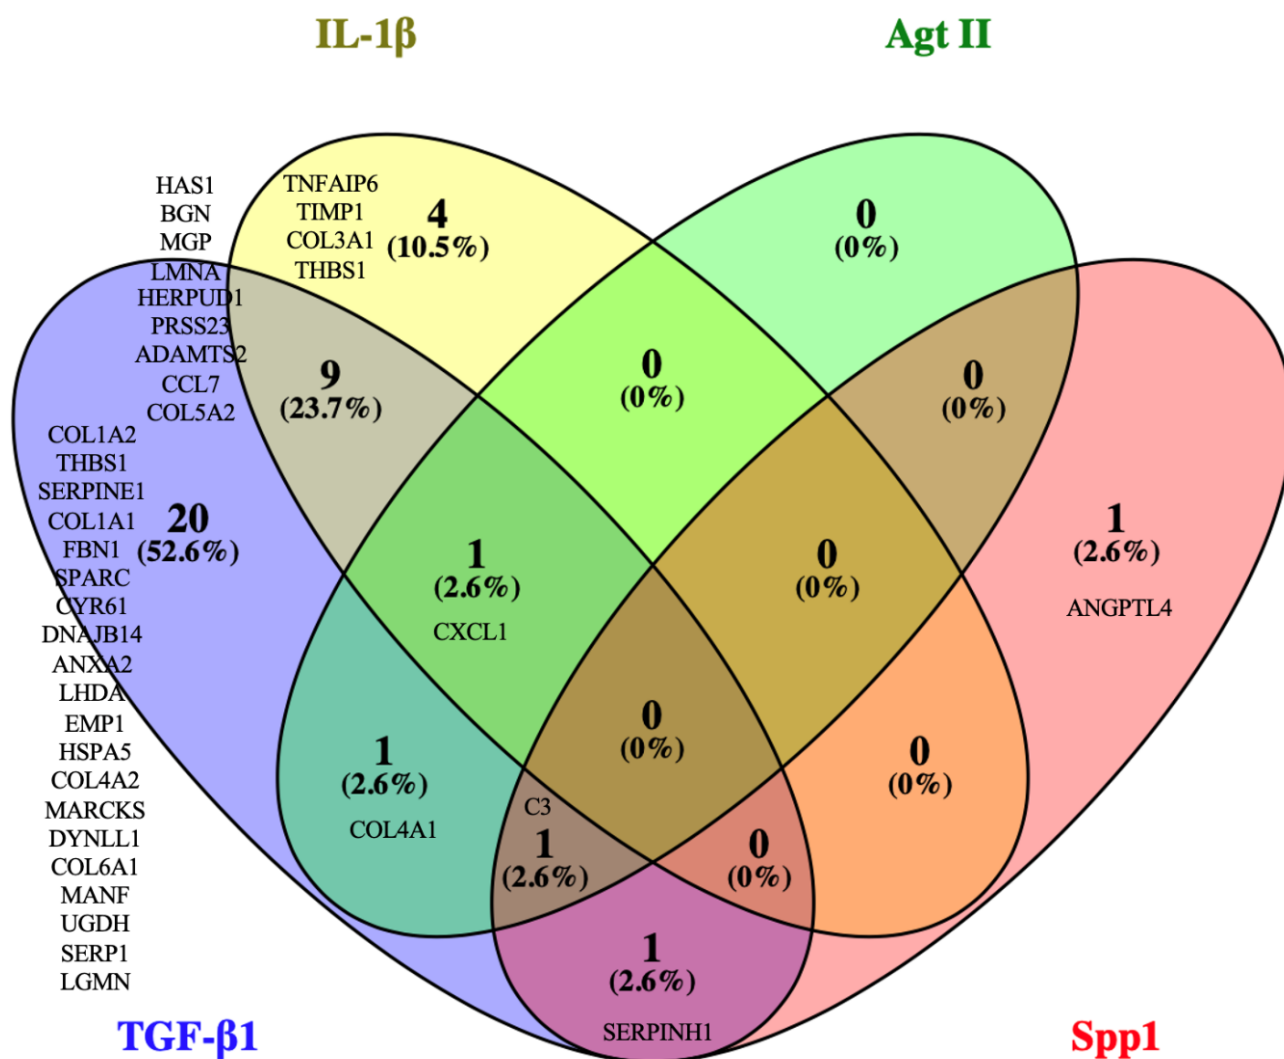 IL-1β
Agt II
HAS1
BGN
MGP
LMNA
HERPUD1
PRSS23
ADAMTS2
CCL7
COL5A2
TNFAIP6
TIMP1
COL3A1
THBS1
4
(10.5%)
0
(0%)
9
(23.7%)
0
(0%)
0
(0%)
COL1A2
THBS1
SERPINE1
COL1A1
FBN1
SPARC
CYR61
DNAJB14
ANXA2
LHDA
EMP1
HSPA5
COL4A2
MARCKS
DYNLL1
COL6A1
MANF
UGDH
SERP1
LGMN
20
(52.6%)
1
(2.6%)
CXCL1
0
(0%)
1
(2.6%)
ANGPTL4
1
(2.6%)
COL4A1
0
(0%)
0
(0%)
C3
1
(2.6%)
0
(0%)
1
(2.6%)
SERPINH1
TGF-β1
Spp1